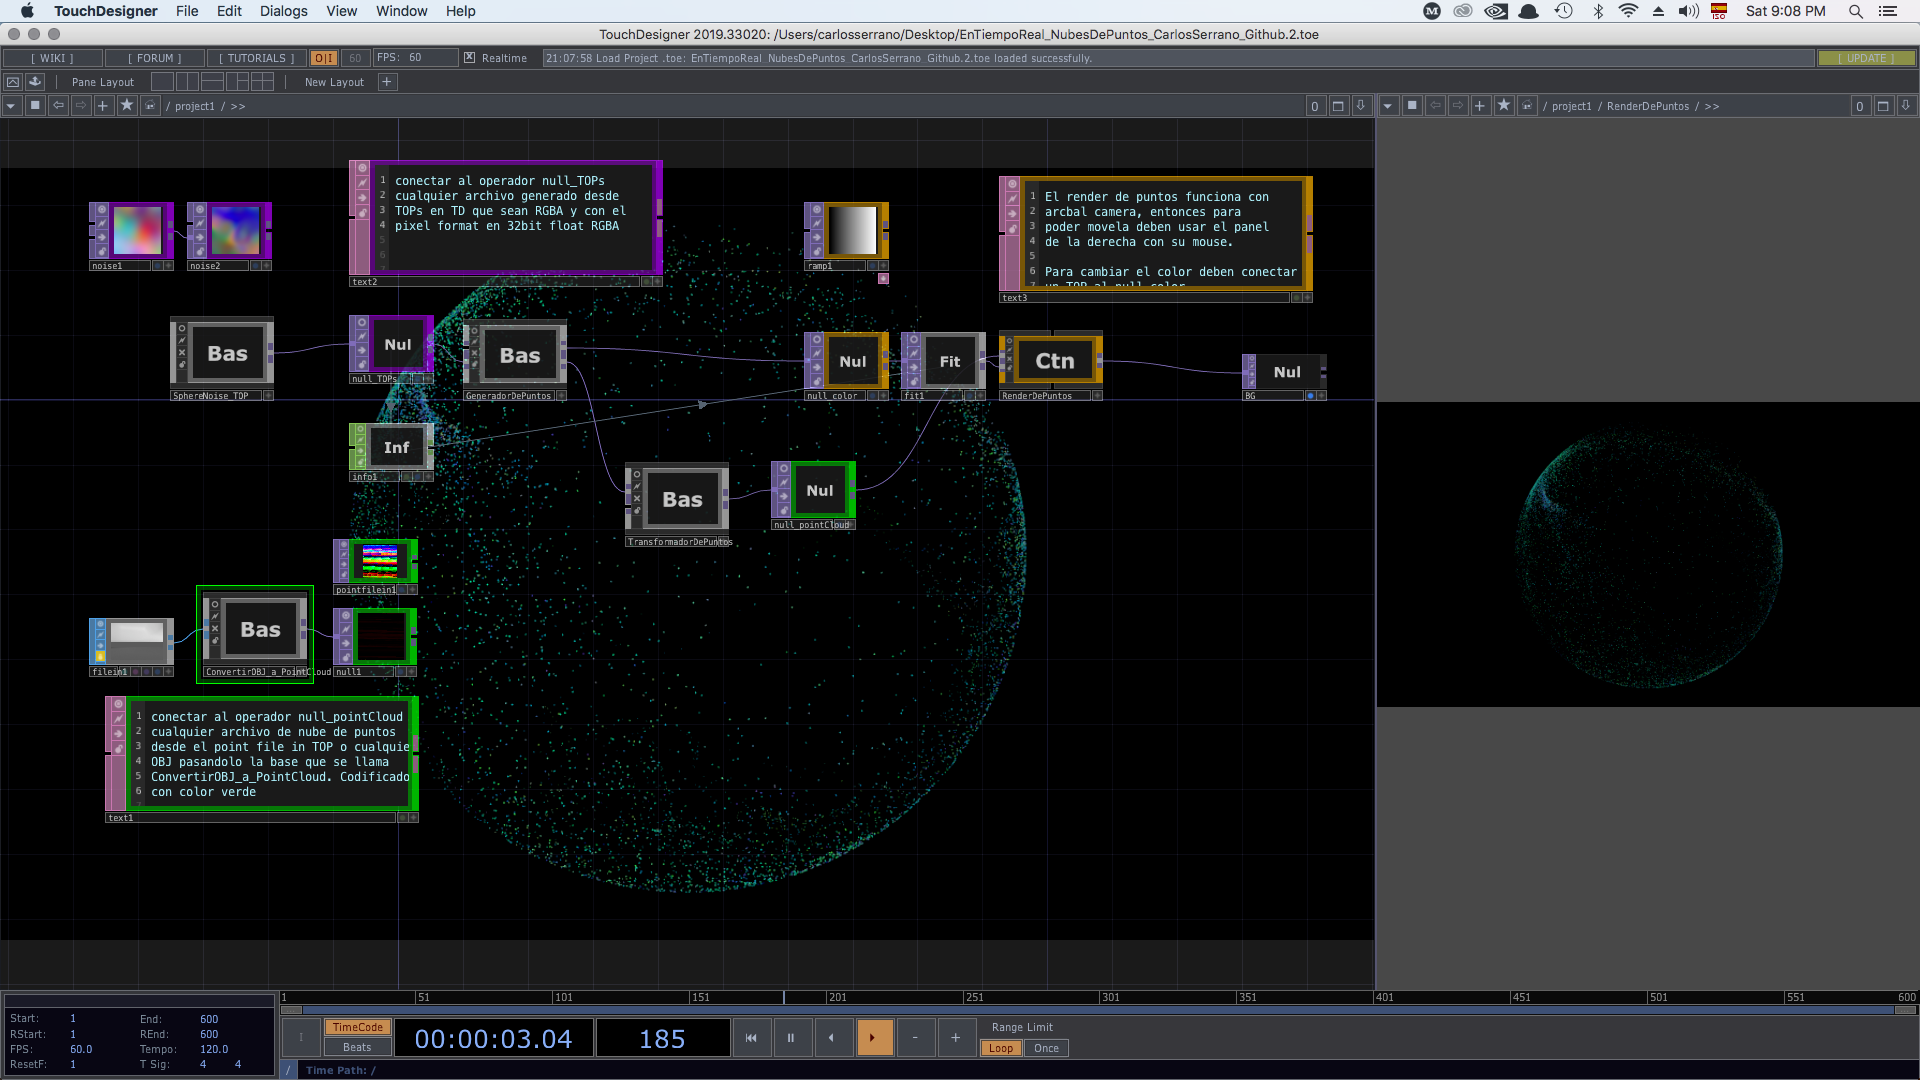 TouchDesigner File Edit Dialogs View Window Help
ISO
Sat 9:08 PM
TouchDesigner 2019.33020: /Users/carlosserrano/Desktop/EnTiempoReal_NubesDePuntos_CarlosSerrano_Github.2.toe
[ WIKI ] [ FORUM ] [ TUTORIALS ] O|I 60 FPS: 60 Realtime 21:07:58 Load Project .toe: EnTiempoReal_NubesDePuntos_CarlosSerrano_Github.2.toe loaded successfully. [ UPDATE ]
Pane Layout New Layout +
/ project1 / >> 0
/ project1 / RenderDePuntos / >> 0
1 conectar al operador null_TOPs
2 cualquier archivo generado desde
3 TOPs en TD que sean RGBA y con el
4 pixel format en 32bit float RGBA
5
6
text2
1 El render de puntos funciona con
2 arcbal camera, entonces para
3 poder movela deben usar el panel
4 de la derecha con su mouse.
5
6 Para cambiar el color deben conectar
7 un TOP al null_color
text3
noise1
noise2
ramp1
Bas
SphereNoise_TOP
Nul
null_TOPs
Bas
GeneradorDePuntos
Nul
null_color
Fit
fit1
Ctn
RenderDePuntos
Nul
BG
Inf
info1
Bas
TransformadorDePuntos
Nul
null_pointCloud
pointfilein1
filein1
Bas
ConvertirOBJ_a_PointCloud
null1
1 conectar al operador null_pointCloud
2 cualquier archivo de nube de puntos
3 desde el point file in TOP o cualquie
4 OBJ pasandolo la base que se llama
5 ConvertirOBJ_a_PointCloud. Codificado
6 con color verde
text1
1 51 101 151 201 251 301 351 401 451 501 551 600
Start: 1 End: 600
RStart: 1 REnd: 600
FPS: 60.0 Tempo: 120.0
ResetF: 1 T Sig: 4 4
TimeCode
Beats
00:00:03.04
185
- +
Range Limit
Loop Once
/ Time Path: /